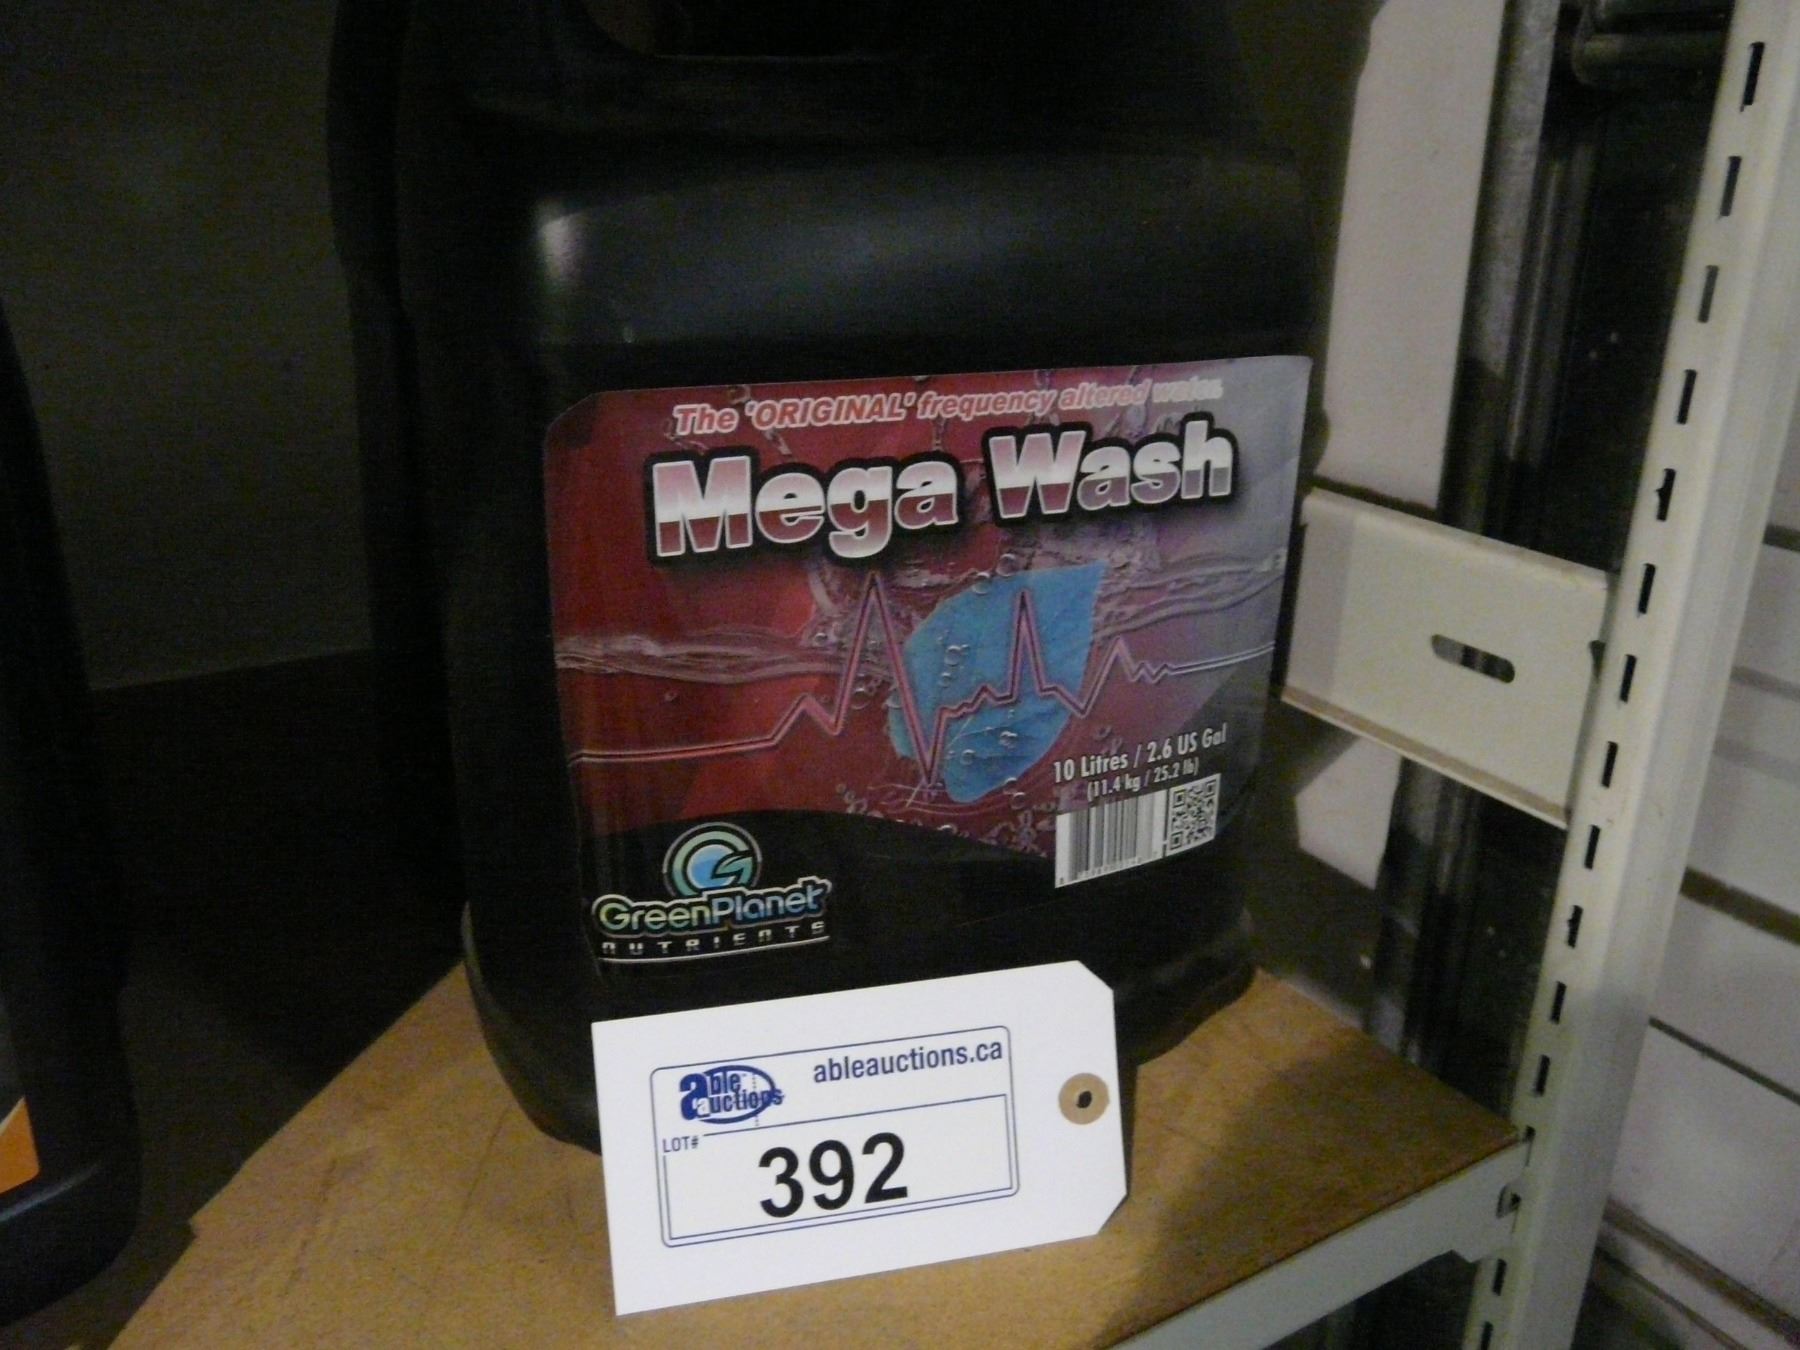 The 'ORIGINAL' frequency altered water.
Mega Wash
10 Litres / 2.6 US Gal
(11.4 kg / 25.2 lb)
GreenPlanet
NUTRIENTS
able auctions
ableauctions.ca
LOT#
392